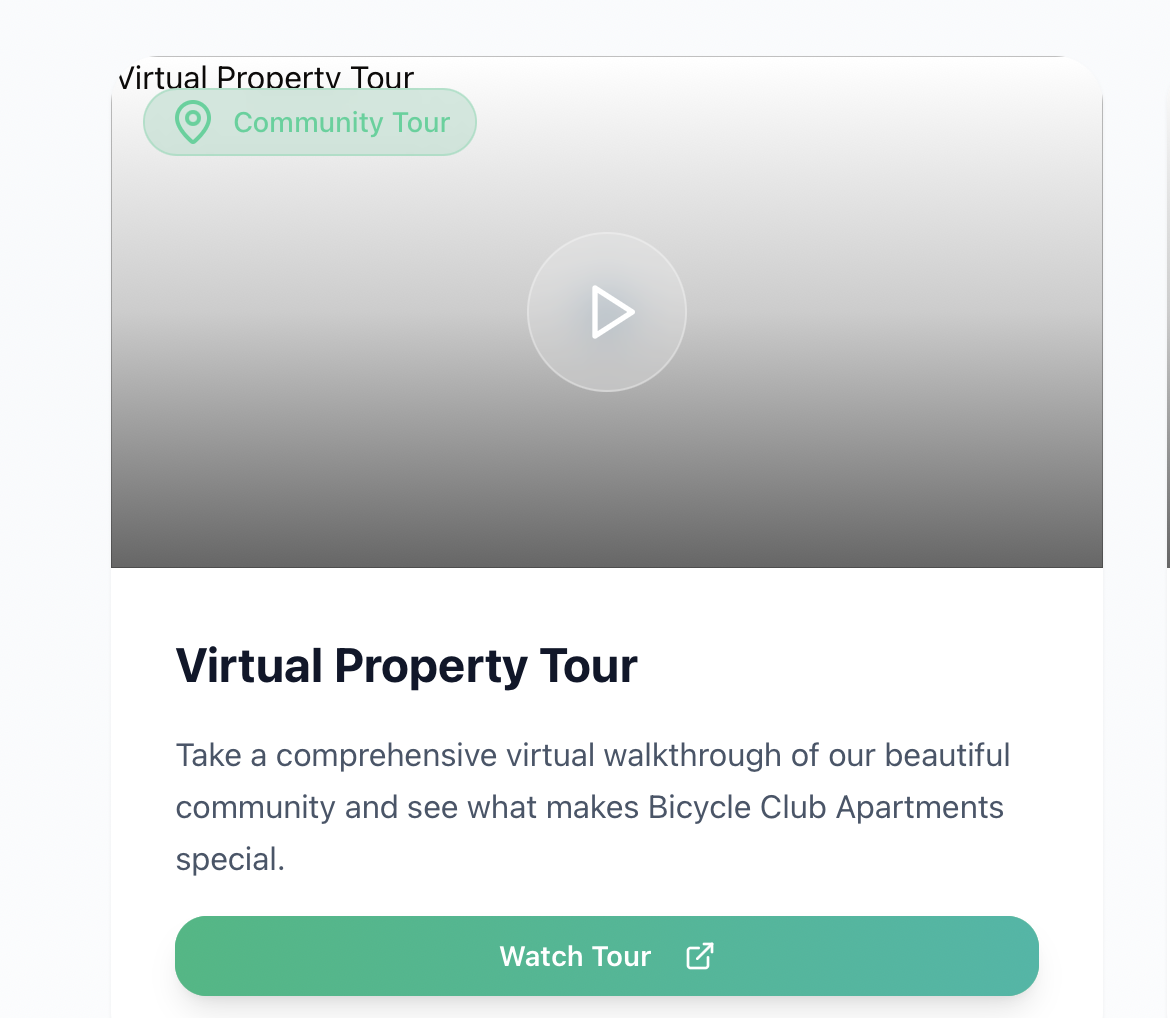 Virtual Property Tour
Community Tour
Virtual Property Tour
Take a comprehensive virtual walkthrough of our beautiful
community and see what makes Bicycle Club Apartments
special.
Watch Tour